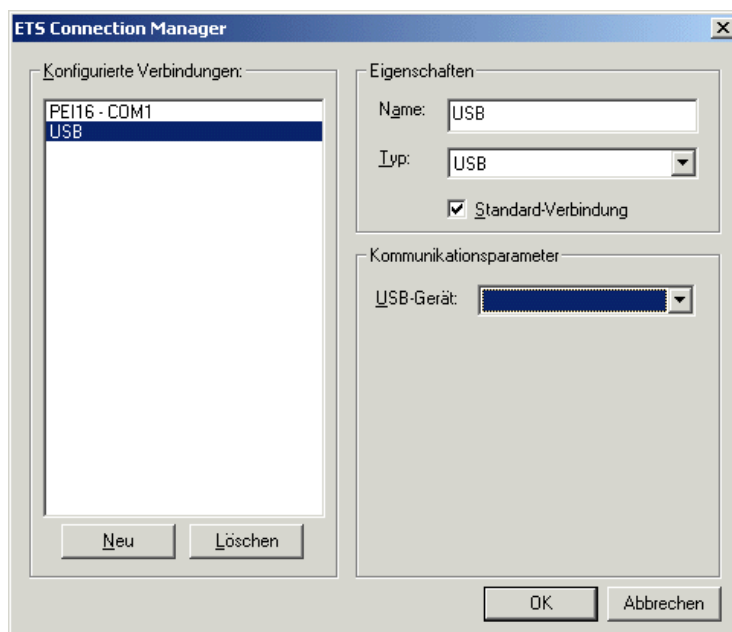 ETS Connection Manager
Konfigurierte Verbindungen:
PEI16 - COM1
USB
Neu
Löschen
Eigenschaften
Name:
USB
Typ:
USB
Standard-Verbindung
Kommunikationsparameter
USB-Gerät:
OK
Abbrechen